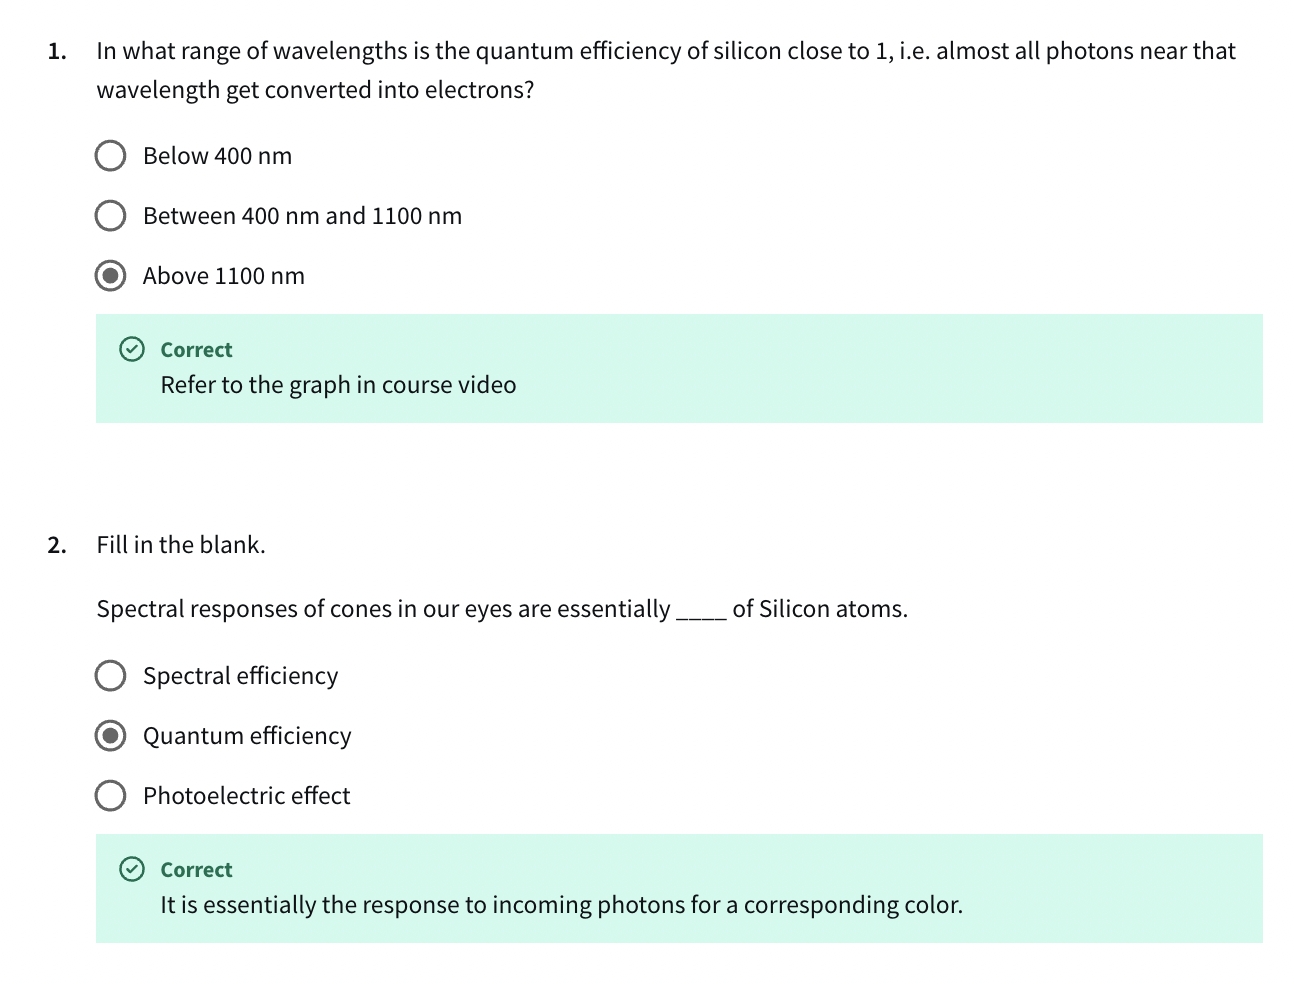 1. In what range of wavelengths is the quantum efficiency of silicon close to 1, i.e. almost all photons near that
wavelength get converted into electrons?
Below 400 nm
Between 400 nm and 1100 nm
Above 1100 nm
Correct
Refer to the graph in course video
2. Fill in the blank.
Spectral responses of cones in our eyes are essentially ____ of Silicon atoms.
Spectral efficiency
Quantum efficiency
Photoelectric effect
Correct
It is essentially the response to incoming photons for a corresponding color.